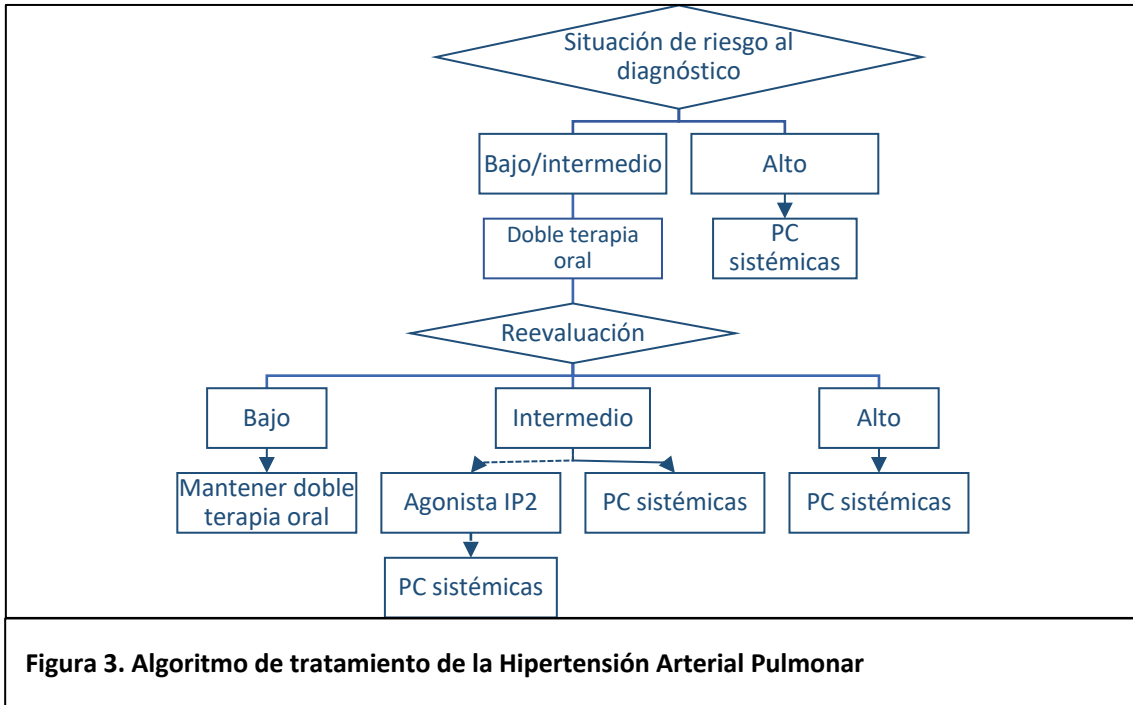 Situación de riesgo al
diagnóstico
Bajo/intermedio
Alto
Doble terapia
oral
PC
sistémicas
Reevaluación
Bajo
Intermedio
Alto
Mantener doble
terapia oral
Agonista IP2
PC sistémicas
PC sistémicas
PC sistémicas
Figura 3. Algoritmo de tratamiento de la Hipertensión Arterial Pulmonar